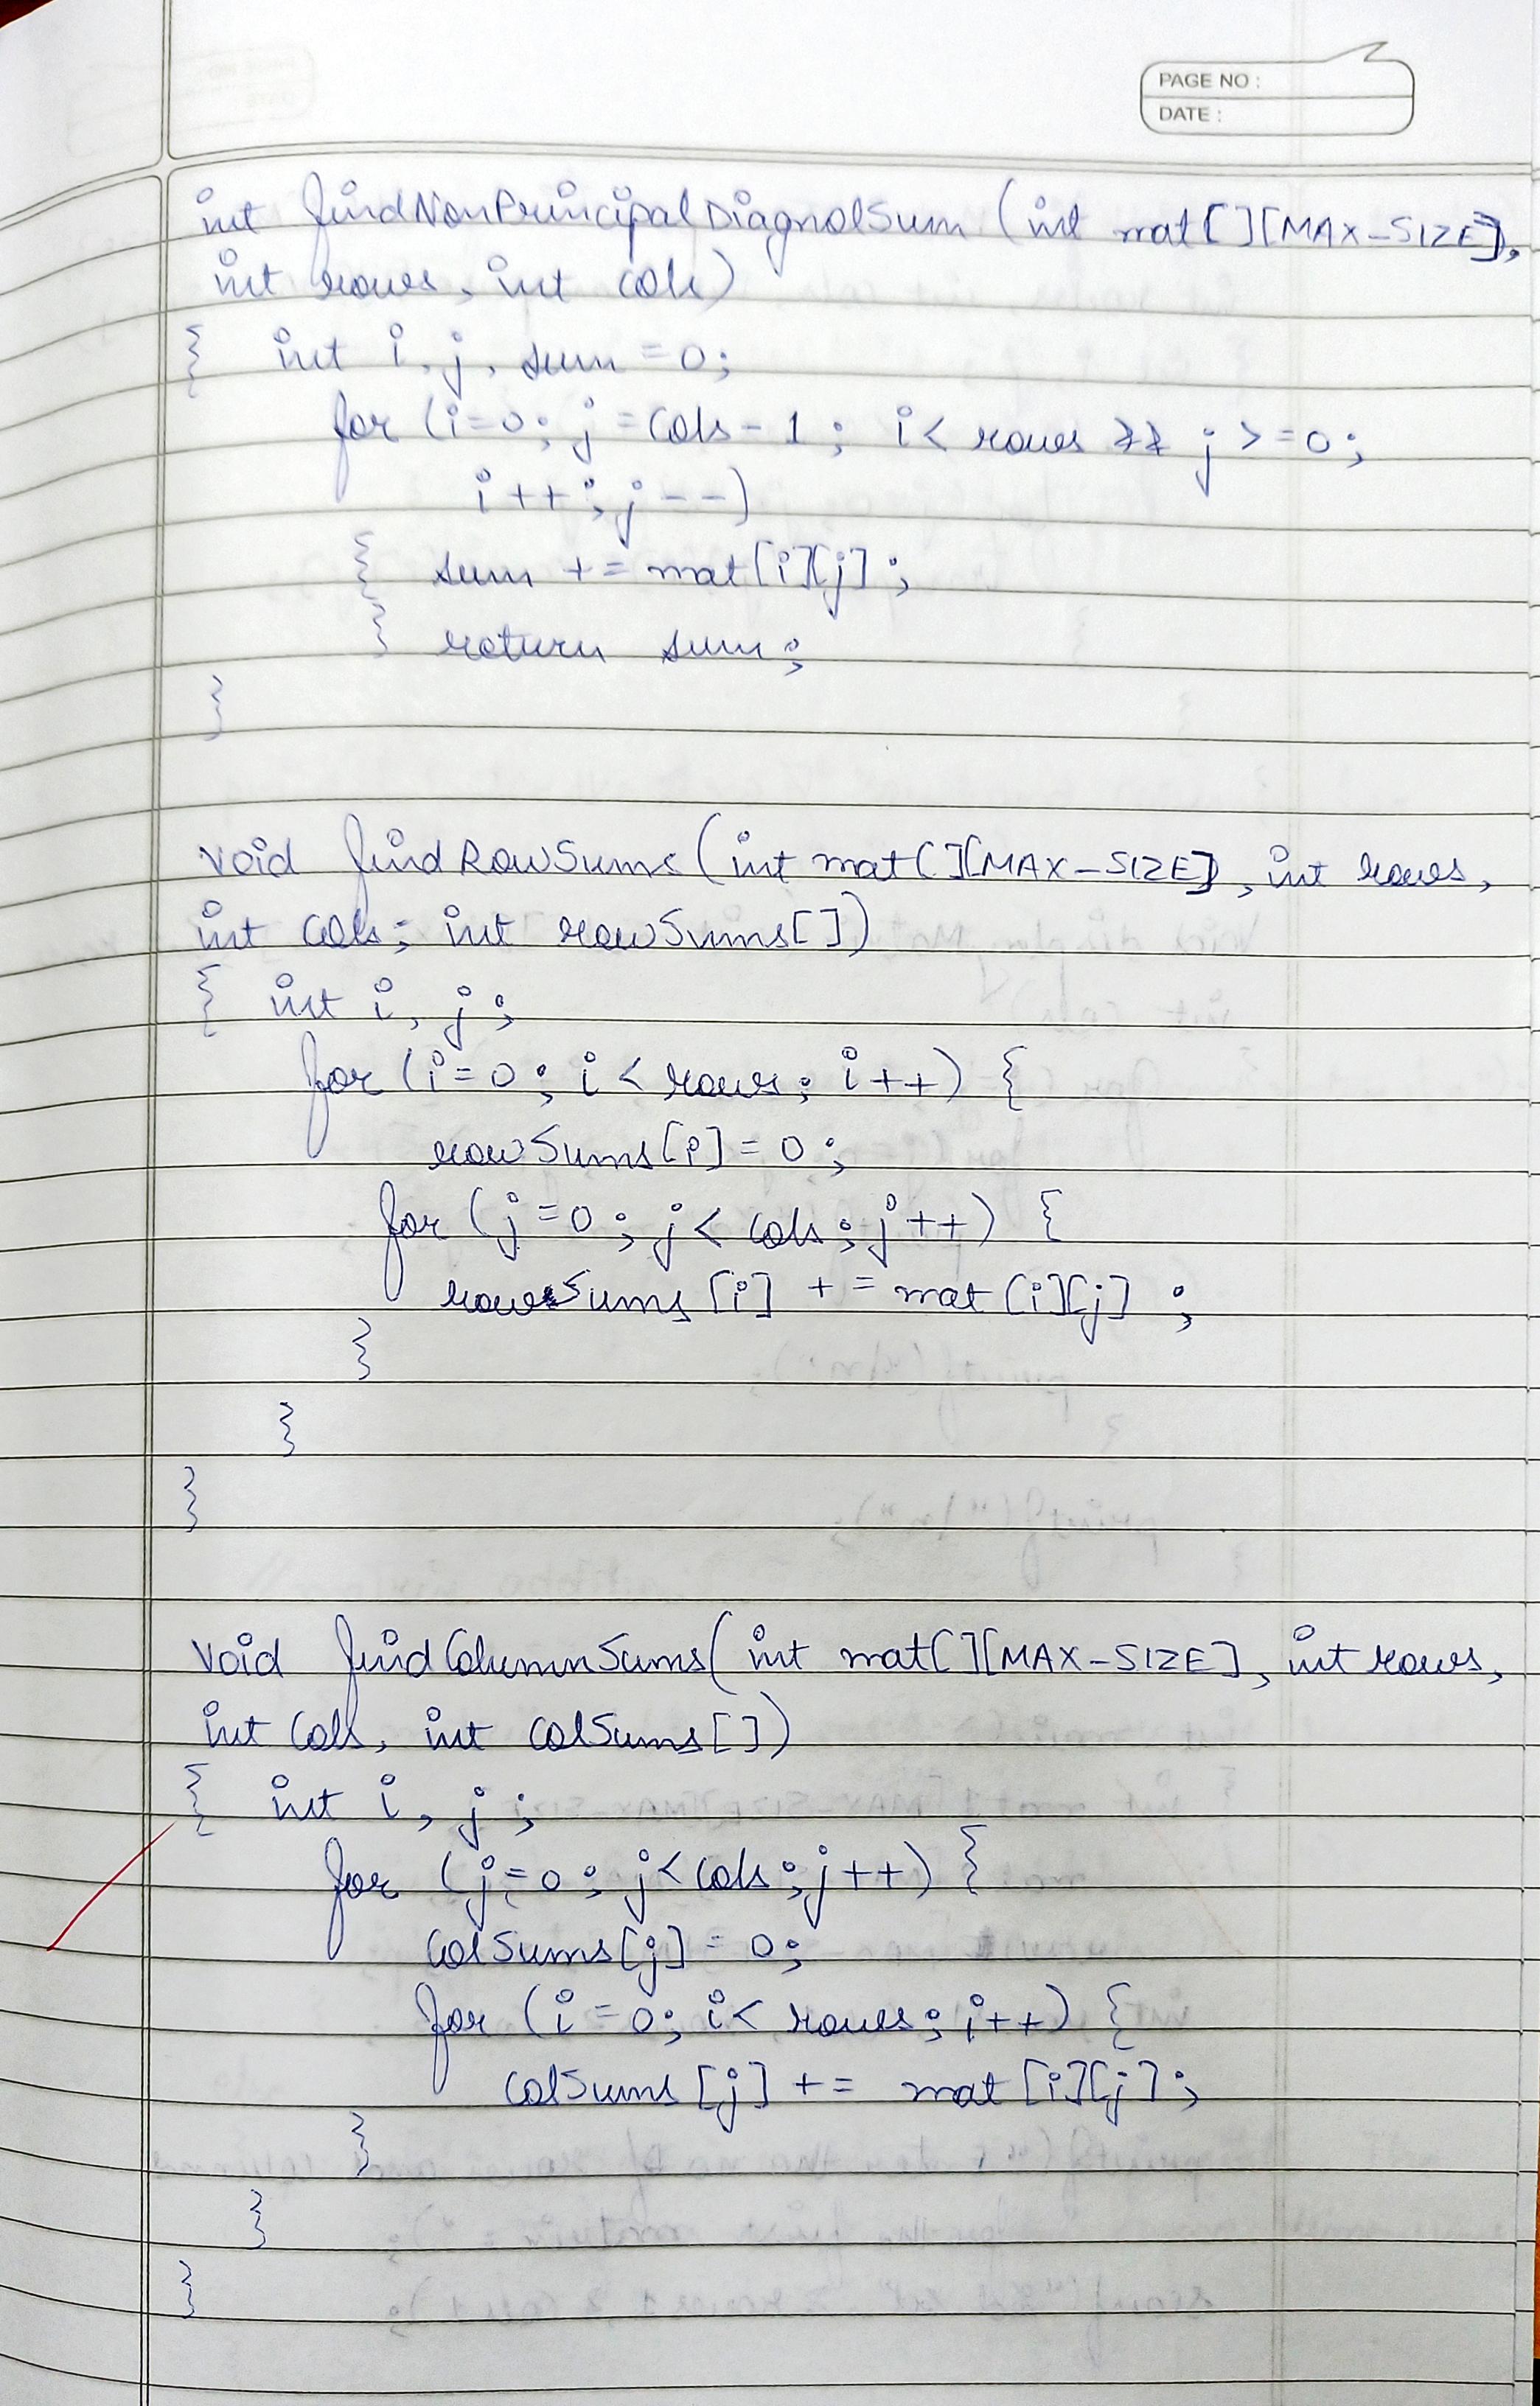 PAGE NO :
DATE :
int findNonPrincipalDiagnolSum (int mat[][MAX-SIZE],
int rows, int cols)
{ int i, j, sum = 0;
for (i=0; j = cols - 1 ; i < rows && j >= 0;
i++; j--)
{ sum += mat[i][j];
} return sum;
}
void findRowSums (int mat[][MAX-SIZE], int rows,
int cols; int rowSums[])
{ int i, j;
for (i=0; i < rows; i++) {
rowSums[i] = 0;
for (j=0; j < cols; j++) {
rowSums[i] += mat[i][j] ;
}
}
}
void findColumnSums (int mat[][MAX-SIZE], int rows,
int cols, int colSums[])
{ int i, j;
for (j=0; j<cols; j++) {
colSums[j] = 0;
for (i=0; i< rows; i++) {
colSums[j] += mat[i][j];
}
}
}